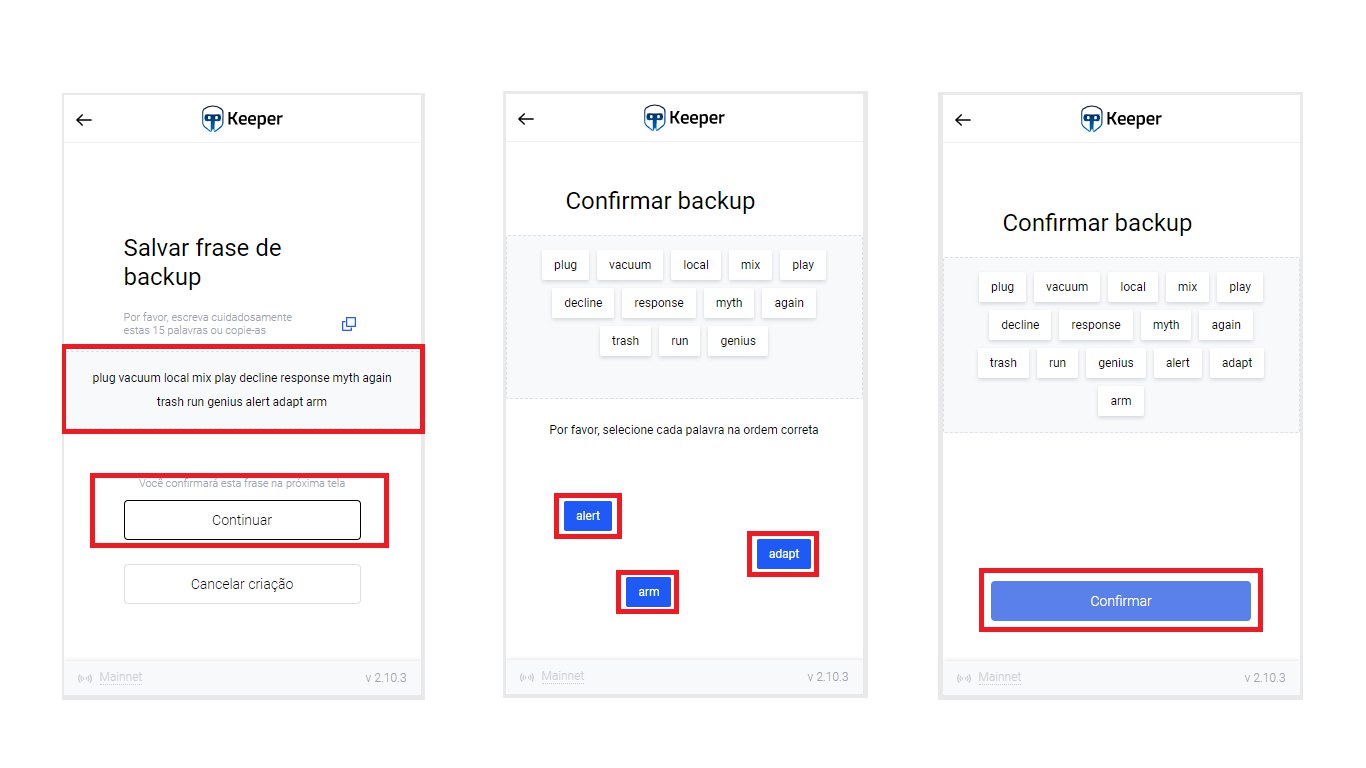 Keeper
Salvar frase de
backup
Por favor, escreva cuidadosamente
estas 15 palavras ou copie-as
plug vacuum local mix play decline response myth again
trash run genius alert adapt arm
Você confirmará esta frase na próxima tela
Continuar
Cancelar criação
Mainnet
v 2.10.3
Keeper
Confirmar backup
plug vacuum local mix play
decline response myth again
trash run genius
Por favor, selecione cada palavra na ordem correta
alert
adapt
arm
Mainnet
v 2.10.3
Keeper
Confirmar backup
plug vacuum local mix play
decline response myth again
trash run genius alert adapt
arm
Confirmar
Mainnet
v 2.10.3